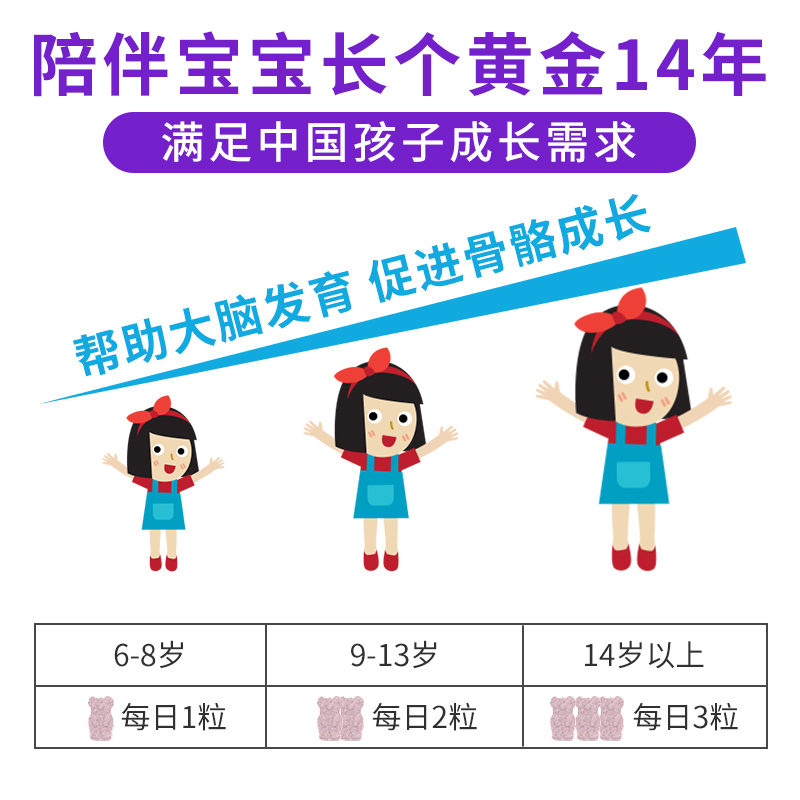 陪伴宝宝长个黄金14年
满足中国孩子成长需求
帮助大脑发育 促进骨骼成长
6-8岁
9-13岁
14岁以上
每日1粒
每日2粒
每日3粒